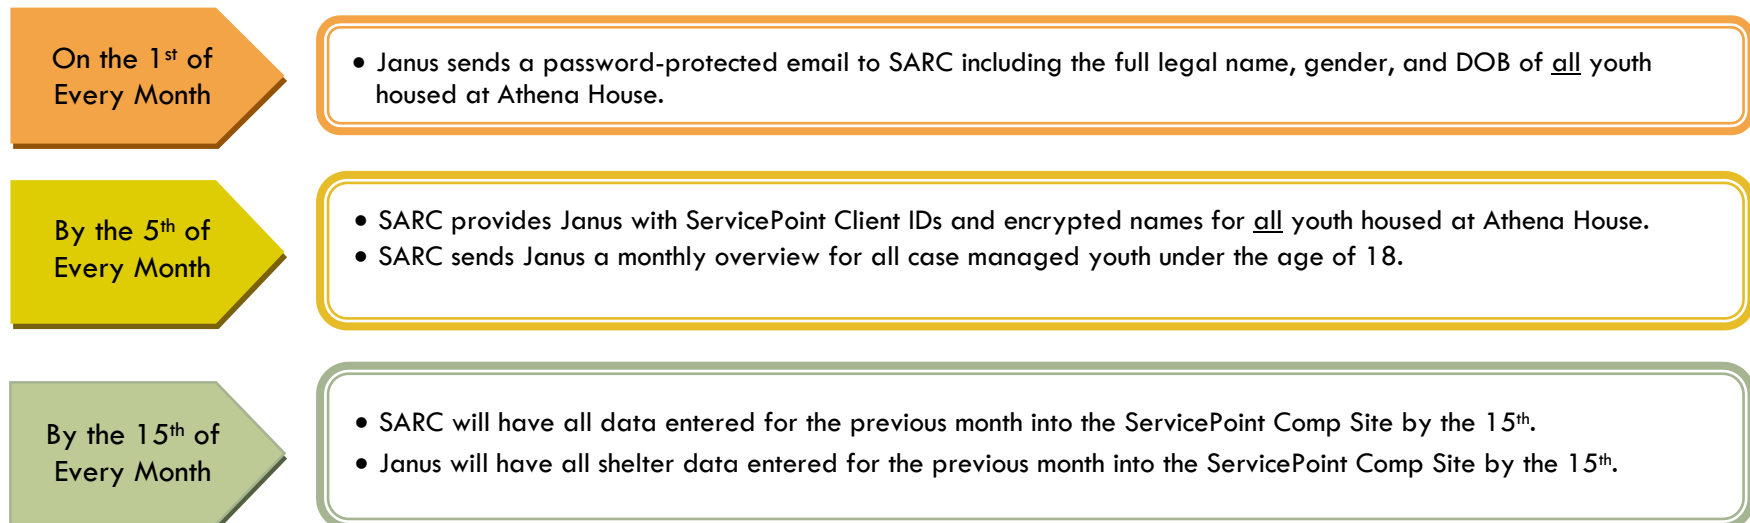 On the 1st of
Every Month
• Janus sends a password-protected email to SARC including the full legal name, gender, and DOB of all youth
housed at Athena House.
By the 5th of
Every Month
• SARC provides Janus with ServicePoint Client IDs and encrypted names for all youth housed at Athena House.
• SARC sends Janus a monthly overview for all case managed youth under the age of 18.
By the 15th of
Every Month
• SARC will have all data entered for the previous month into the ServicePoint Comp Site by the 15th.
• Janus will have all shelter data entered for the previous month into the ServicePoint Comp Site by the 15th.